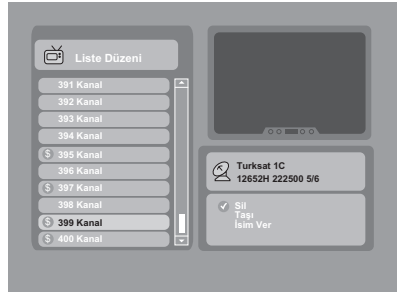 Liste Düzeni
391 Kanal
392 Kanal
393 Kanal
394 Kanal
$ 395 Kanal
396 Kanal
$ 397 Kanal
398 Kanal
$ 399 Kanal
$ 400 Kanal
Turksat 1C
12652H 222500 5/6
Sil
Taşı
İsim Ver